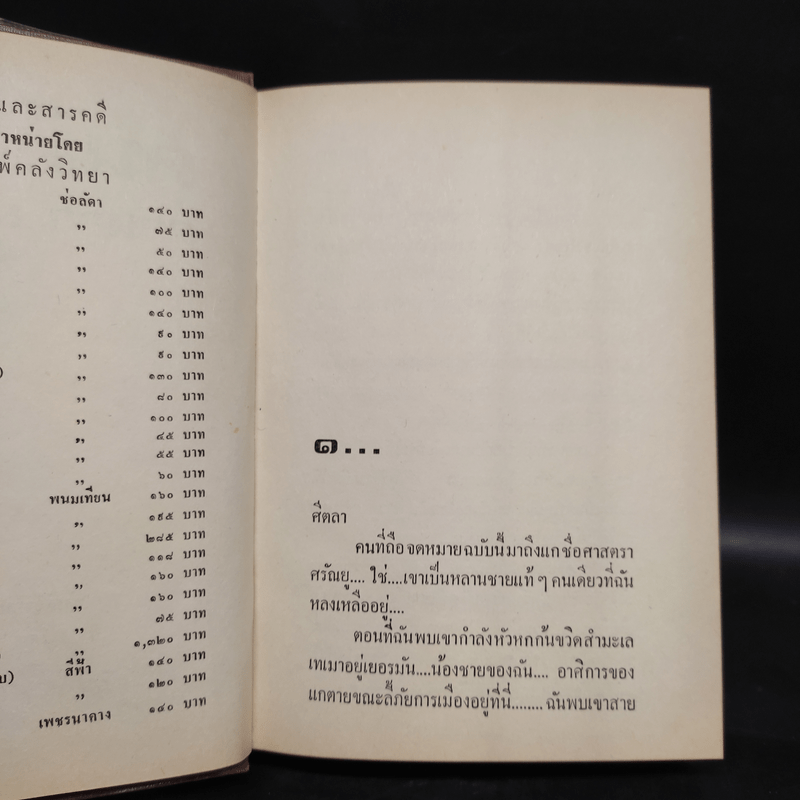 และสารคดี
าหน่ายโดย
พ์คลังวิทยา
ช่อลัดา ๑๔๐ บาท
,, ๗๕ บาท
,, ๕๐ บาท
,, ๑๔๐ บาท
,, ๑๐๐ บาท
,, ๑๔๐ บาท
,, ๙๐ บาท
,, ๙๐ บาท
) ,, ๑๓๐ บาท
,, ๘๐ บาท
,, ๑๐๐ บาท
,, ๔๕ บาท
,, ๕๕ บาท
,, ๖๐ บาท
พนมเทียน ๑๖๐ บาท
,, ๑๙๕ บาท
,, ๒๘๕ บาท
,, ๑๑๘ บาท
,, ๑๖๐ บาท
,, ๑๖๐ บาท
,, ๗๕ บาท
) ,, ๑,๓๒๐ บาท
บ) สีฟ้า ๑๔๐ บาท
,, ๑๒๐ บาท
เพชรนาคาง ๑๔๐ บาท
๑...
ศีตลา
คนที่ถือจดหมายฉบับนี้มาถึงแกชื่อศาสตรา
ศรัณยู.... ใช่....เขาเป็นหลานชายแท้ ๆ คนเดียวที่ฉัน
หลงเหลืออยู่....
ตอนที่ฉันพบเขากำลังหัวหกก้นขวิดสำมะเล
เทเมาอยู่เยอรมัน....น้องชายของฉัน.... อาศิการของ
แกตายขณะลี้ภัยการเมืองอยู่ที่นี่........ฉันพบเขาสาย